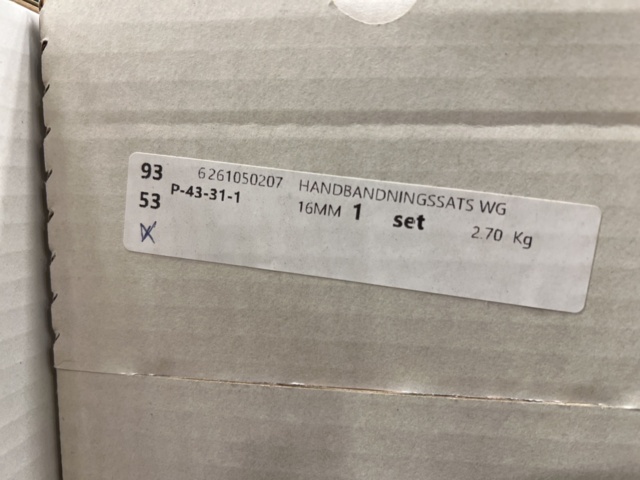 93 6261050207 HANDBANDNINGSSATS WG
53 P-43-31-1 16MM 1 set 2.70 Kg